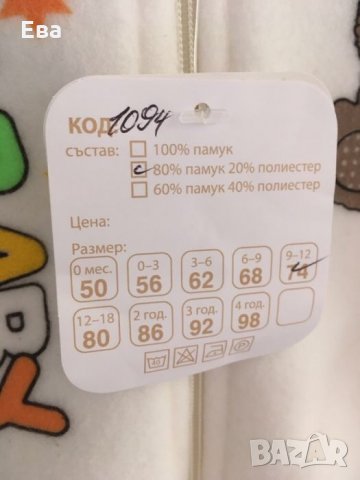 Ева
КОД 1094
състав: 100% памук
80% памук 20% полиестер
60% памук 40% полиестер
Цена:
Размер:
0 мес. 0–3 3–6 6–9 9–12
50 56 62 68 74
12–18 2 год. 3 год. 4 год.
80 86 92 98
BAZAR